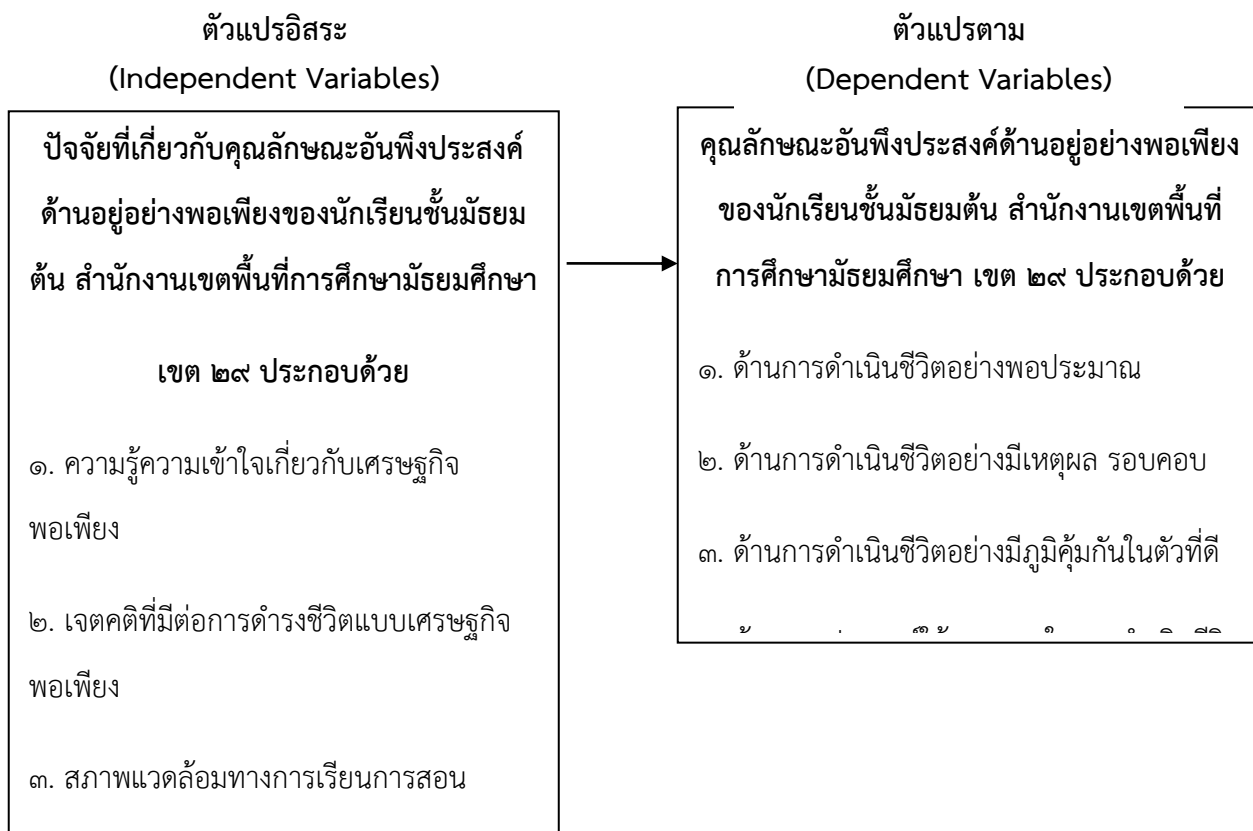 ตัวแปรอิสระ
(Independent Variables)
ปัจจัยที่เกี่ยวกับคุณลักษณะอันพึงประสงค์
ด้านอยู่อย่างพอเพียงของนักเรียนชั้นมัธยม
ต้น สำนักงานเขตพื้นที่การศึกษามัธยมศึกษา
เขต ๒๙ ประกอบด้วย
๑. ความรู้ความเข้าใจเกี่ยวกับเศรษฐกิจ
พอเพียง
๒. เจตคติที่มีต่อการดำรงชีวิตแบบเศรษฐกิจ
พอเพียง
๓. สภาพแวดล้อมทางการเรียนการสอน
ตัวแปรตาม
(Dependent Variables)
คุณลักษณะอันพึงประสงค์ด้านอยู่อย่างพอเพียง
ของนักเรียนชั้นมัธยมต้น สำนักงานเขตพื้นที่
การศึกษามัธยมศึกษา เขต ๒๙ ประกอบด้วย
๑. ด้านการดำเนินชีวิตอย่างพอประมาณ
๒. ด้านการดำเนินชีวิตอย่างมีเหตุผล รอบคอบ
๓. ด้านการดำเนินชีวิตอย่างมีภูมิคุ้มกันในตัวที่ดี